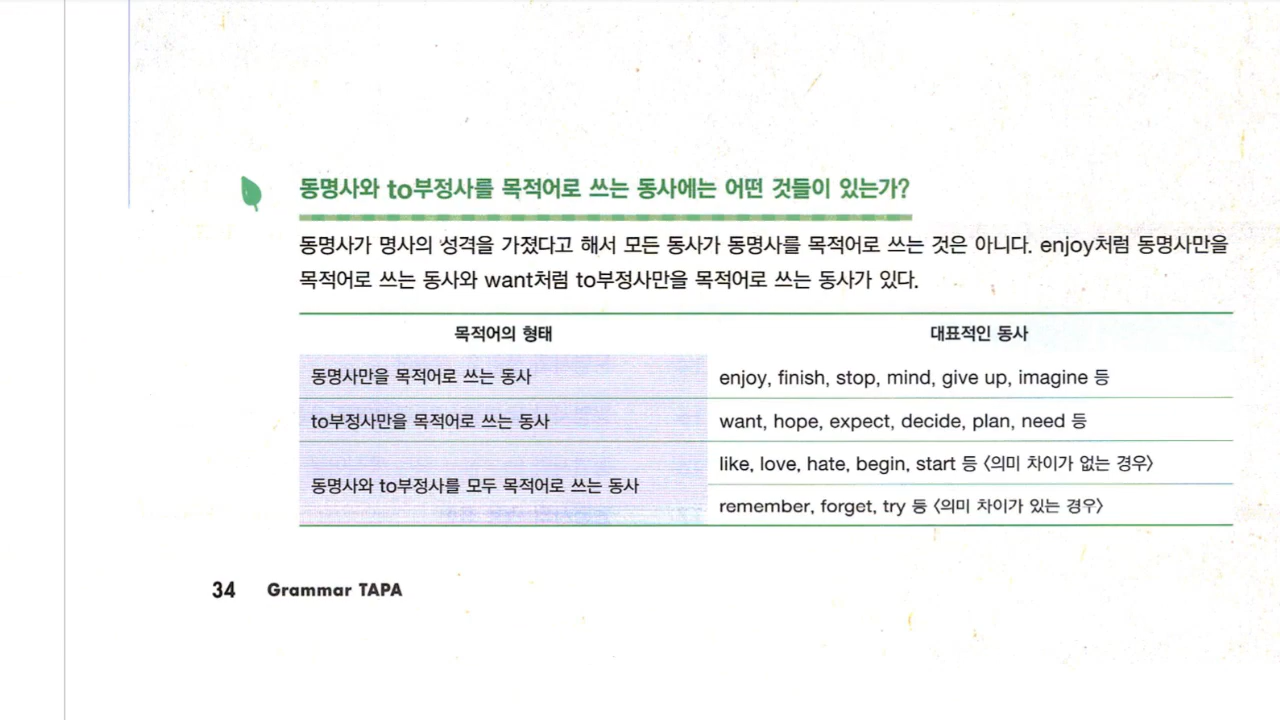 동명사와 to부정사를 목적어로 쓰는 동사에는 어떤 것들이 있는가?
동명사가 명사의 성격을 가졌다고 해서 모든 동사가 동명사를 목적어로 쓰는 것은 아니다. enjoy처럼 동명사만을
목적어로 쓰는 동사와 want처럼 to부정사만을 목적어로 쓰는 동사가 있다.
목적어의 형태 대표적인 동사
동명사만을 목적어로 쓰는 동사 enjoy, finish, stop, mind, give up, imagine 등
to부정사만을 목적어로 쓰는 동사 want, hope, expect, decide, plan, need 등
동명사와 to부정사를 모두 목적어로 쓰는 동사 like, love, hate, begin, start 등 〈의미 차이가 없는 경우〉
remember, forget, try 등 〈의미 차이가 있는 경우〉
34 Grammar TAPA